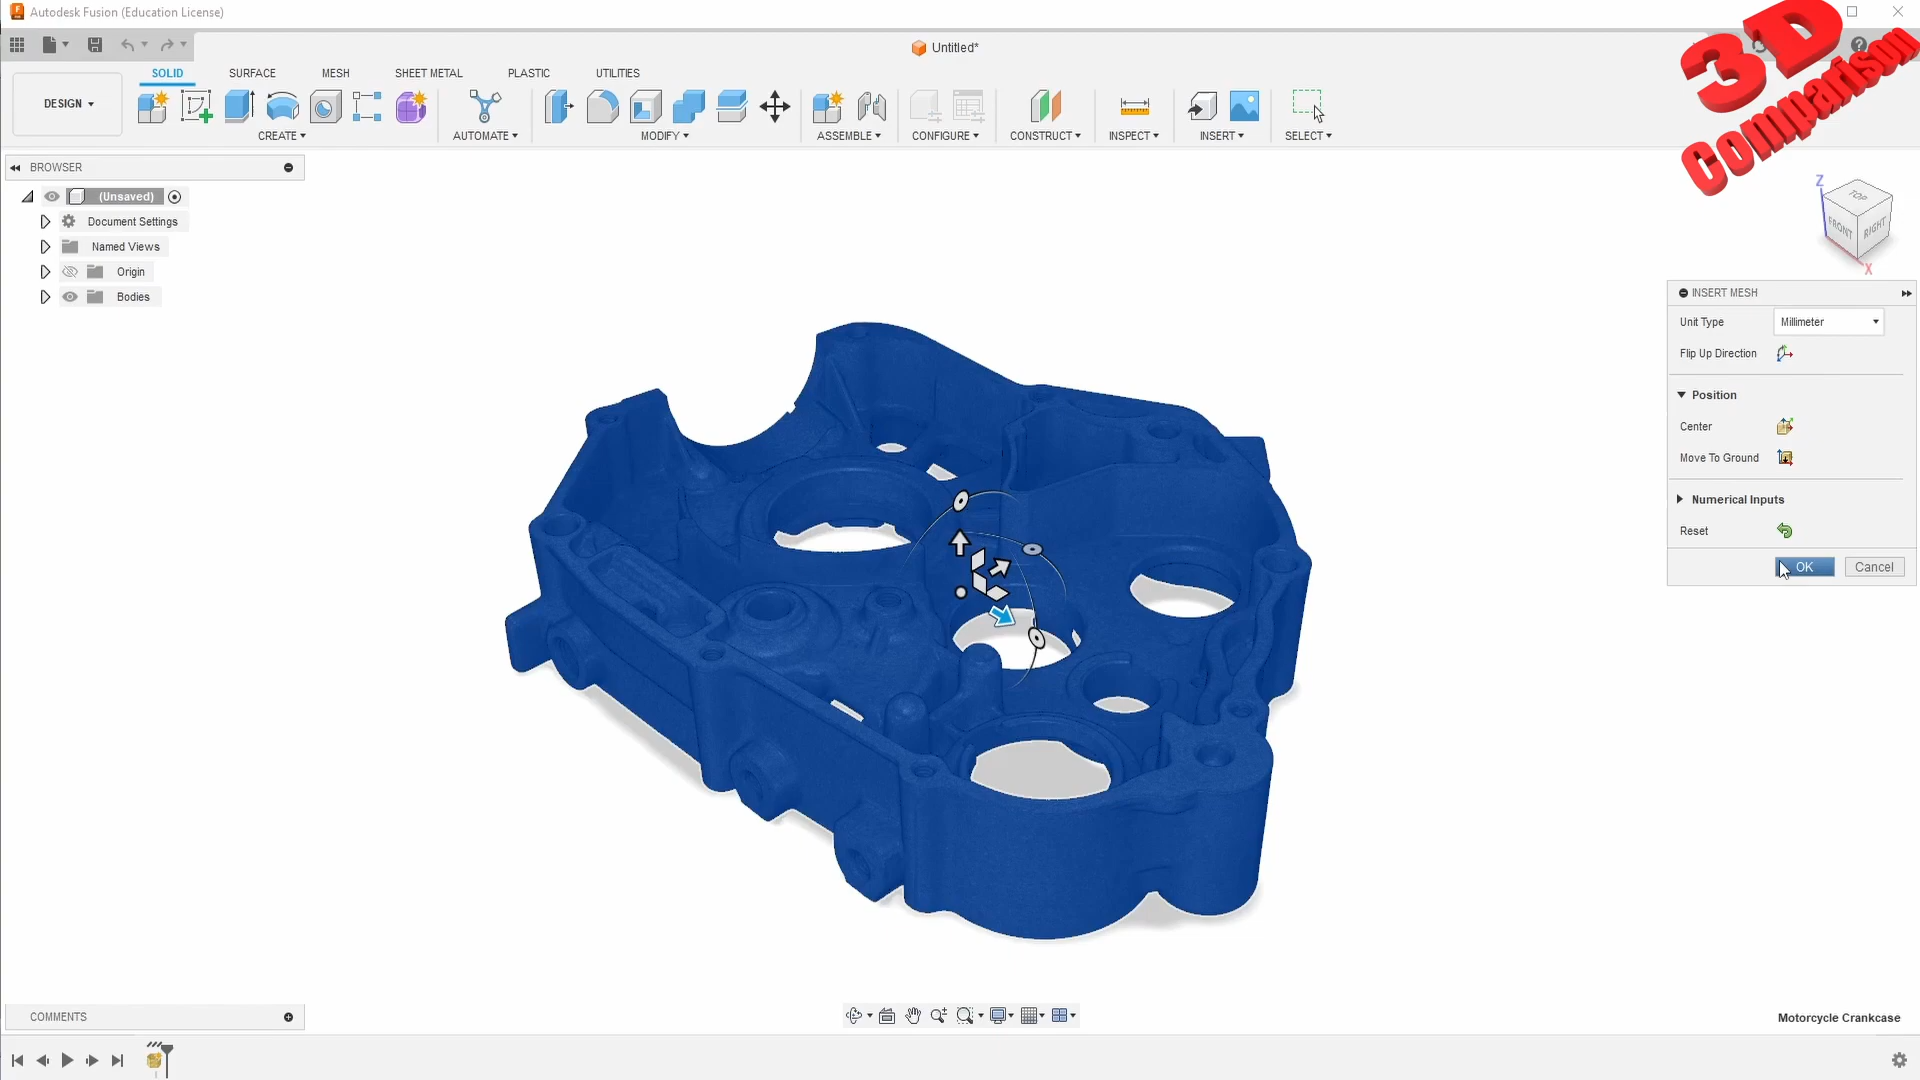 Autodesk Fusion (Education License)
Untitled*
3D
Comparison
SOLID SURFACE MESH SHEET METAL PLASTIC UTILITIES
DESIGN
CREATE AUTOMATE MODIFY ASSEMBLE CONFIGURE CONSTRUCT INSPECT INSERT SELECT
BROWSER
(Unsaved)
Document Settings
Named Views
Origin
Bodies
Z
TOP
FRONT RIGHT
X
INSERT MESH
Unit Type Millimeter
Flip Up Direction
Position
Center
Move To Ground
Numerical Inputs
Reset
OK Cancel
COMMENTS
Motorcycle Crankcase